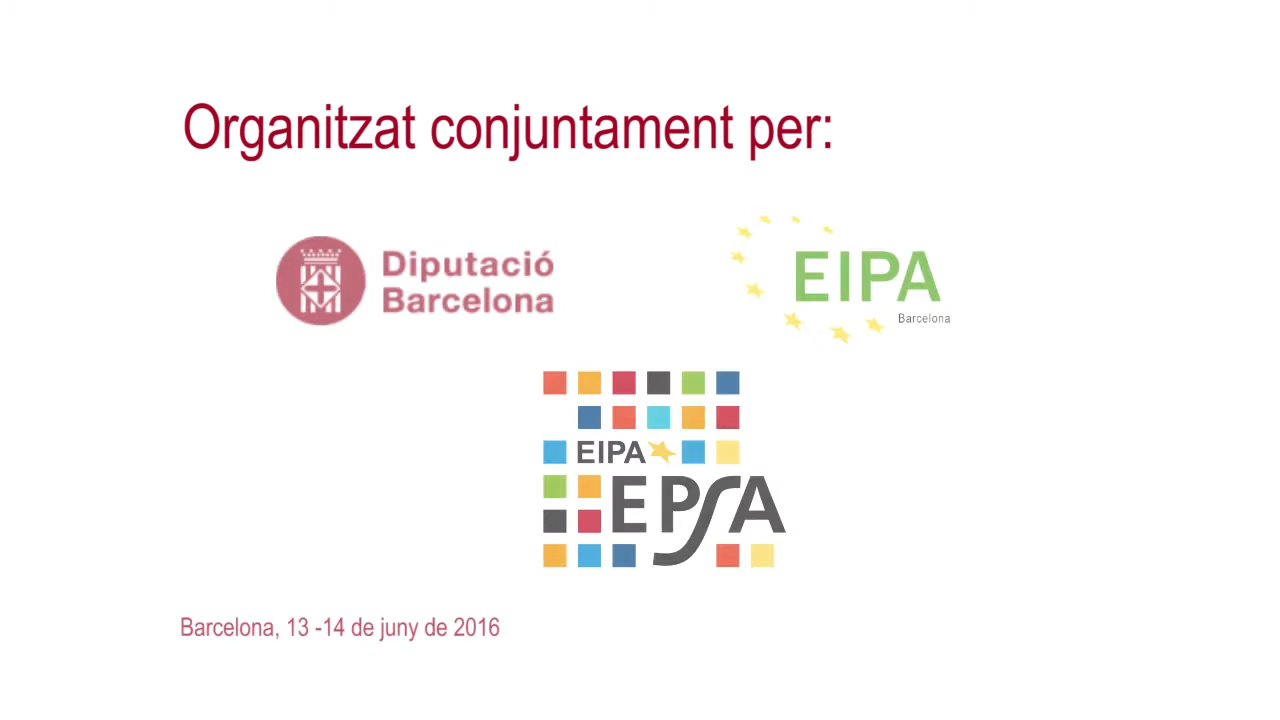 Organitzat conjuntament per:
Diputació
Barcelona
EIPA
Barcelona
EIPA
EPSA
Barcelona, 13 -14 de juny de 2016